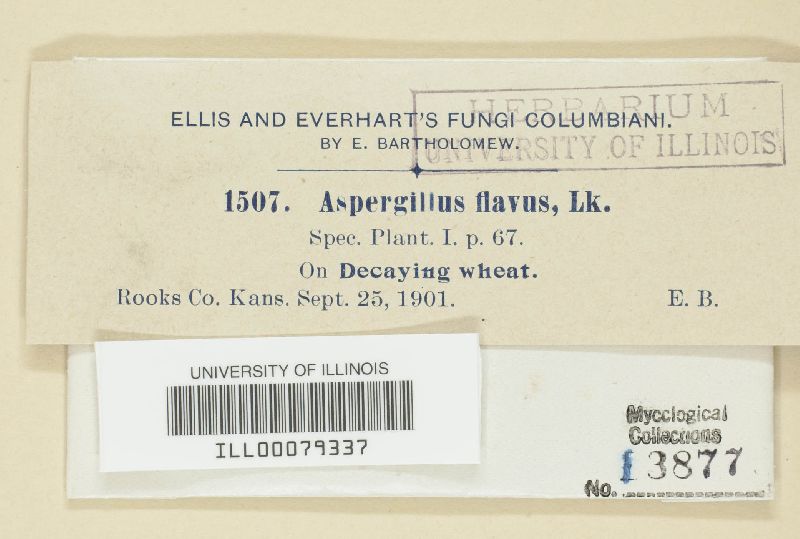 HERBARIUM
UNIVERSITY OF ILLINOIS
ELLIS AND EVERHART'S FUNGI COLUMBIANI.
BY E. BARTHOLOMEW.
1507. Aspergillus flavus, Lk.
Spec. Plant. I. p. 67.
On Decaying wheat.
Rooks Co. Kans. Sept. 25, 1901. E. B.
UNIVERSITY OF ILLINOIS
ILL00079337
Mycological
Collections
No. 13877